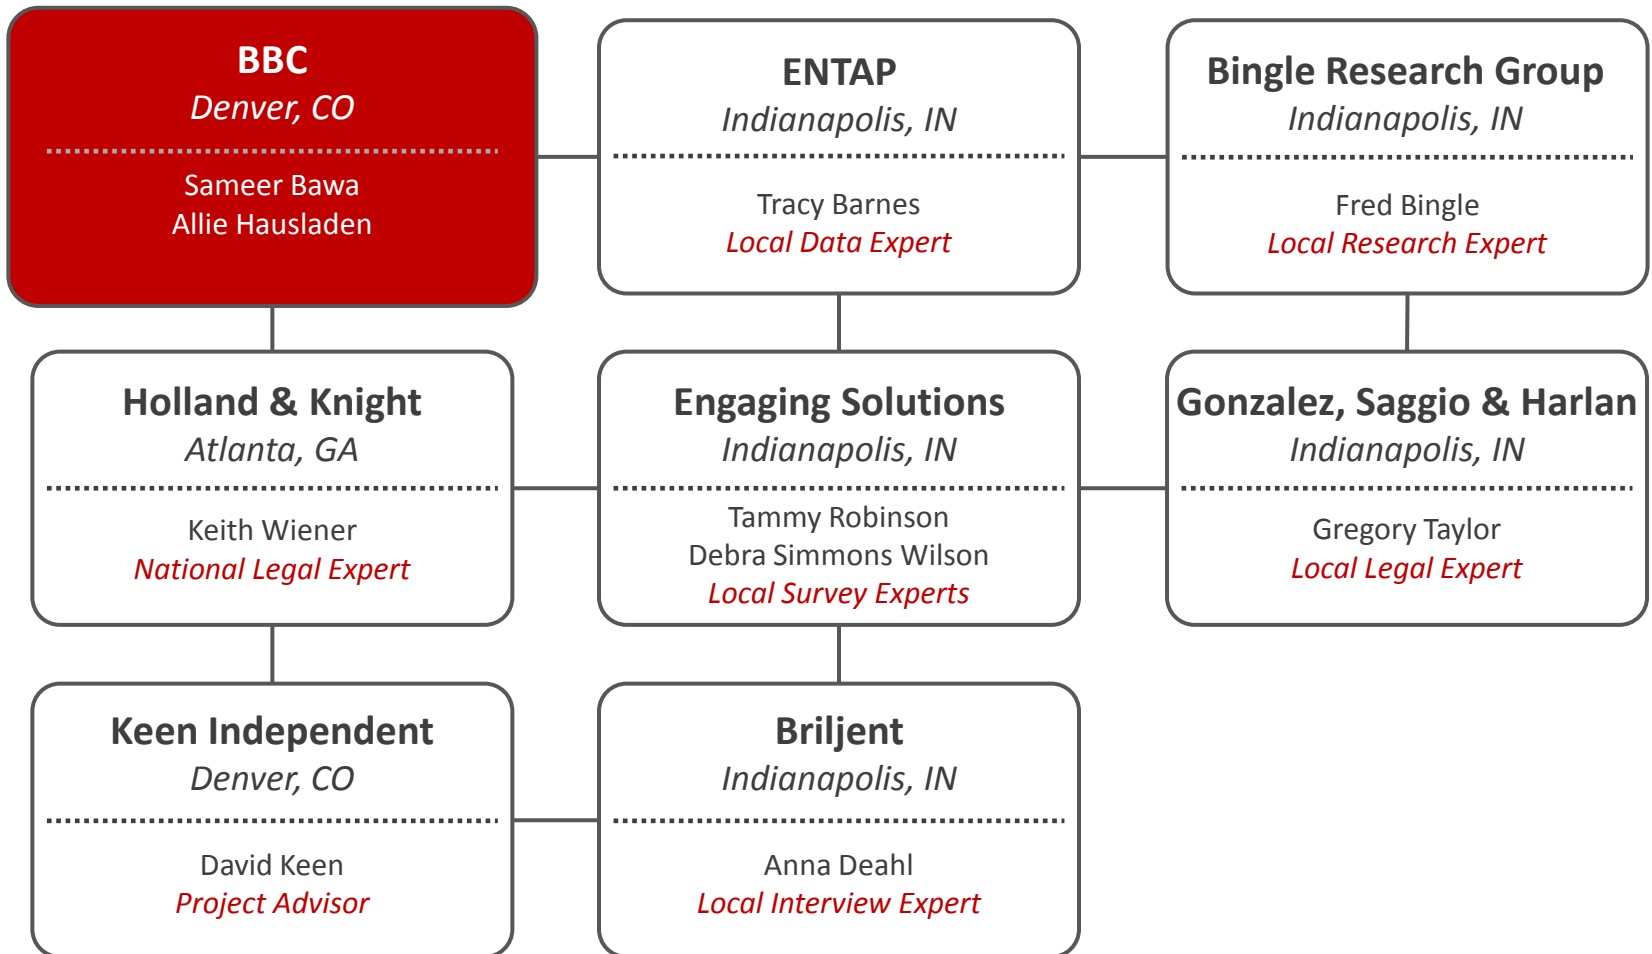 BBC
Denver, CO
Sameer Bawa
Allie Hausladen
ENTAP
Indianapolis, IN
Tracy Barnes
Local Data Expert
Bingle Research Group
Indianapolis, IN
Fred Bingle
Local Research Expert
Holland & Knight
Atlanta, GA
Keith Wiener
National Legal Expert
Engaging Solutions
Indianapolis, IN
Tammy Robinson
Debra Simmons Wilson
Local Survey Experts
Gonzalez, Saggio & Harlan
Indianapolis, IN
Gregory Taylor
Local Legal Expert
Keen Independent
Denver, CO
David Keen
Project Advisor
Briljent
Indianapolis, IN
Anna Deahl
Local Interview Expert